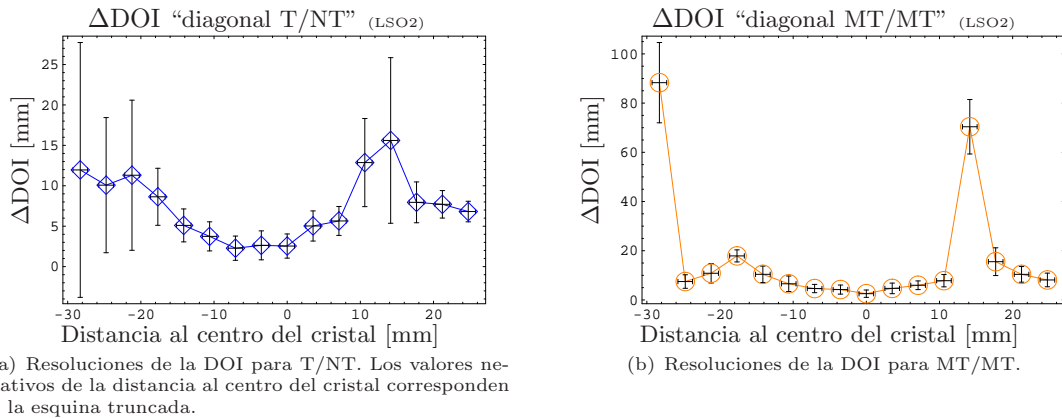 ΔDOI “diagonal T/NT” (LSO2)
ΔDOI [mm]
25
20
15
10
5
0
-30 -20 -10 0 10 20
Distancia al centro del cristal [mm]
a) Resoluciones de la DOI para T/NT. Los valores ne-
ativos de la distancia al centro del cristal corresponden
la esquina truncada.
ΔDOI “diagonal MT/MT” (LSO2)
ΔDOI [mm]
100
80
60
40
20
0
-30 -20 -10 0 10 20
Distancia al centro del cristal [mm]
(b) Resoluciones de la DOI para MT/MT.